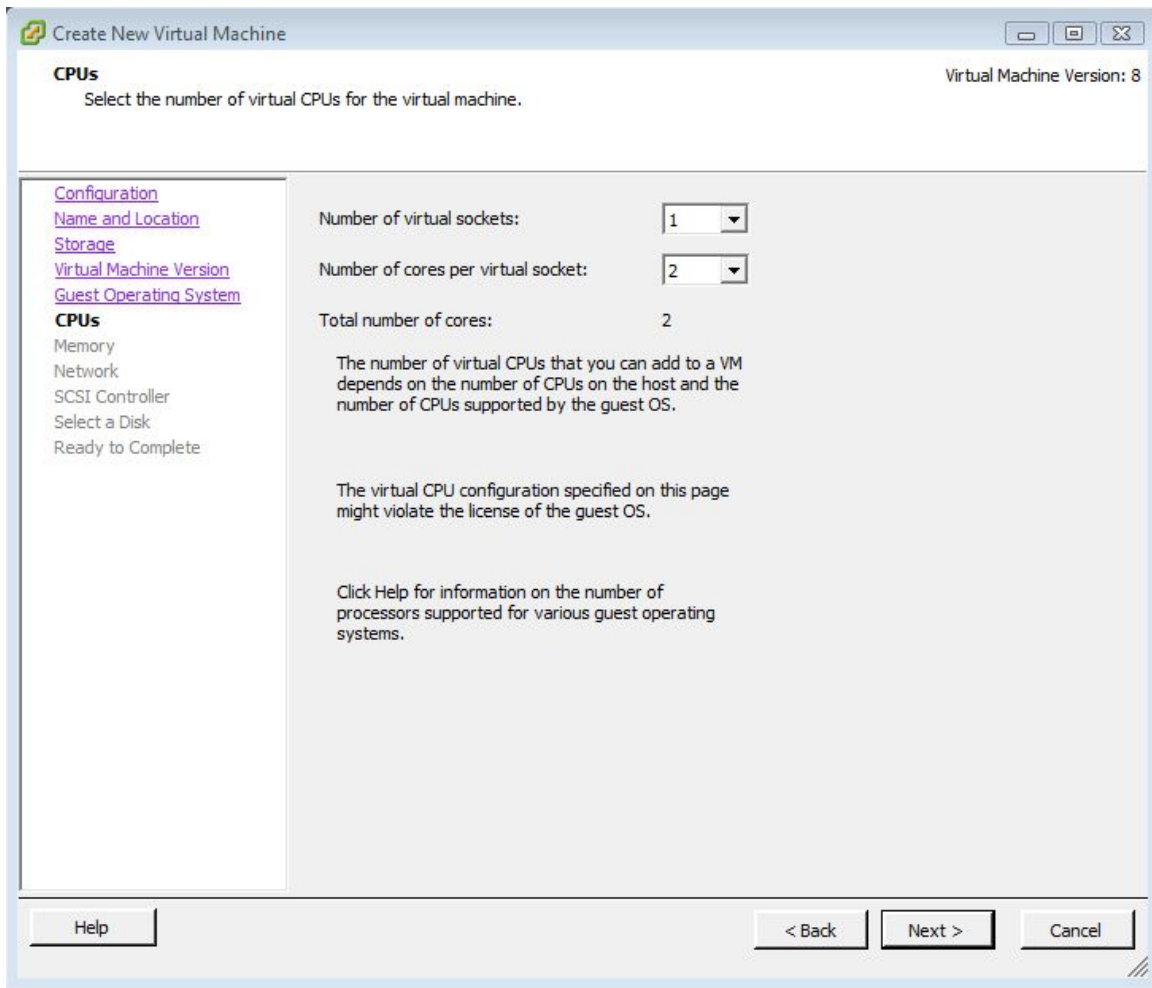 Create New Virtual Machine
CPUs
Virtual Machine Version: 8
Select the number of virtual CPUs for the virtual machine.
Configuration
Name and Location
Storage
Virtual Machine Version
Guest Operating System
CPUs
Memory
Network
SCSI Controller
Select a Disk
Ready to Complete
Number of virtual sockets: 1
Number of cores per virtual socket: 2
Total number of cores: 2
The number of virtual CPUs that you can add to a VM
depends on the number of CPUs on the host and the
number of CPUs supported by the guest OS.
The virtual CPU configuration specified on this page
might violate the license of the guest OS.
Click Help for information on the number of
processors supported for various guest operating
systems.
Help
< Back
Next >
Cancel